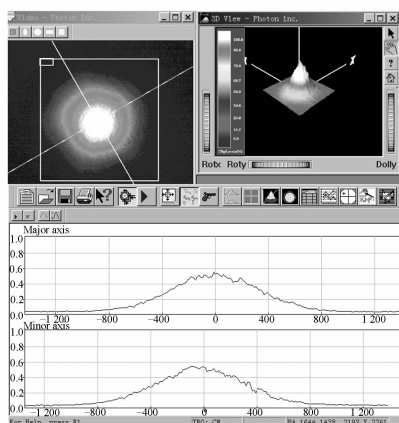 Video - Photon Inc.
3D View - Photon Inc.
Rotx Roty
Dolly
Major axis
1.0
0.8
0.6
0.4
0.2
0.0
-1 200 -800 -400 0 400 800 1 200
Minor axis
1.0
0.8
0.6
0.4
0.2
0.0
-1 200 -800 -400 0 400 800 1 200
For Help, press F1
TRG: CW